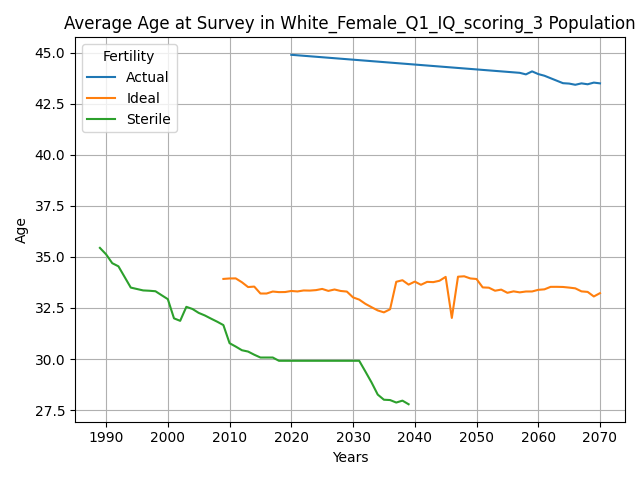 Average Age at Survey in White_Female_Q1_IQ_scoring_3 Population
Fertility
Actual
Ideal
Sterile
45.0
42.5
40.0
37.5
35.0
32.5
30.0
27.5
Age
1990 2000 2010 2020 2030 2040 2050 2060 2070
Years